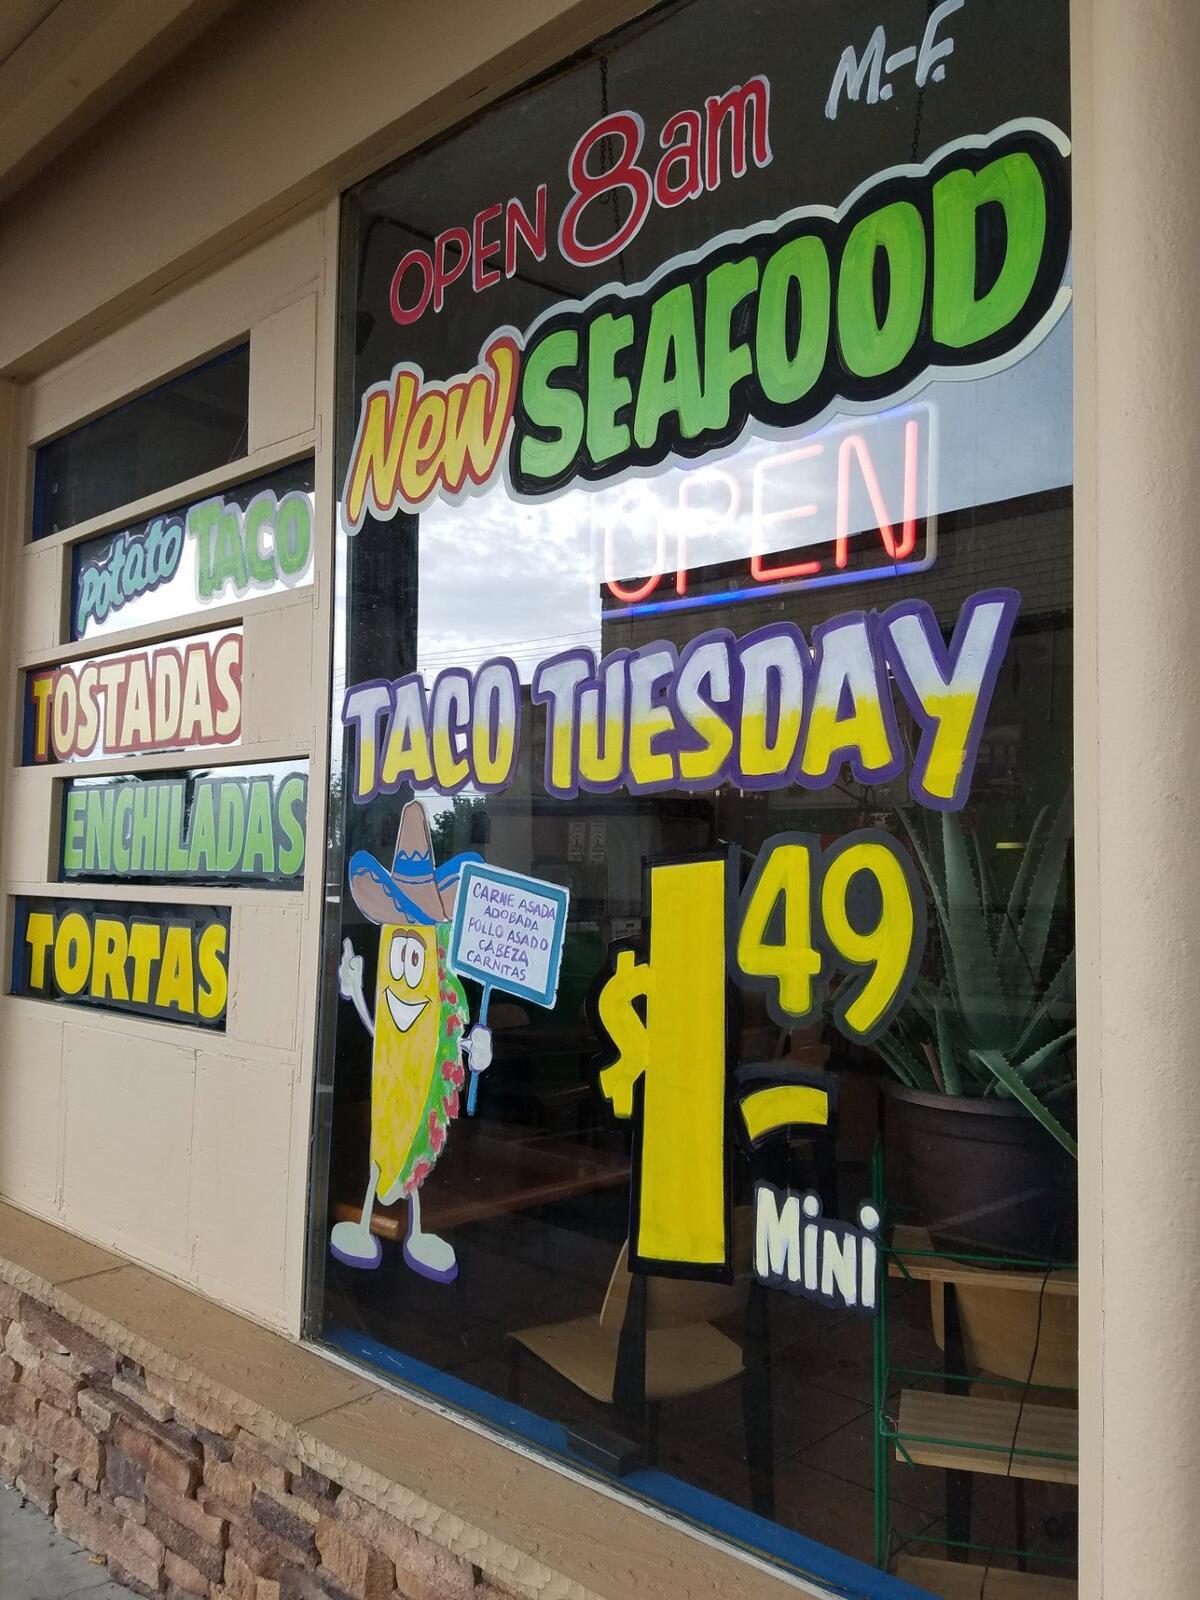 M.-F.
OPEN 8am
New SEAFOOD
OPEN
Potato TACO
TOSTADAS
ENCHILADAS
TORTAS
TACO TUESDAY
CARNE ASADA
ADOBADA
POLLO ASADO
CABEZA
CARNITAS
$1 49
Mini